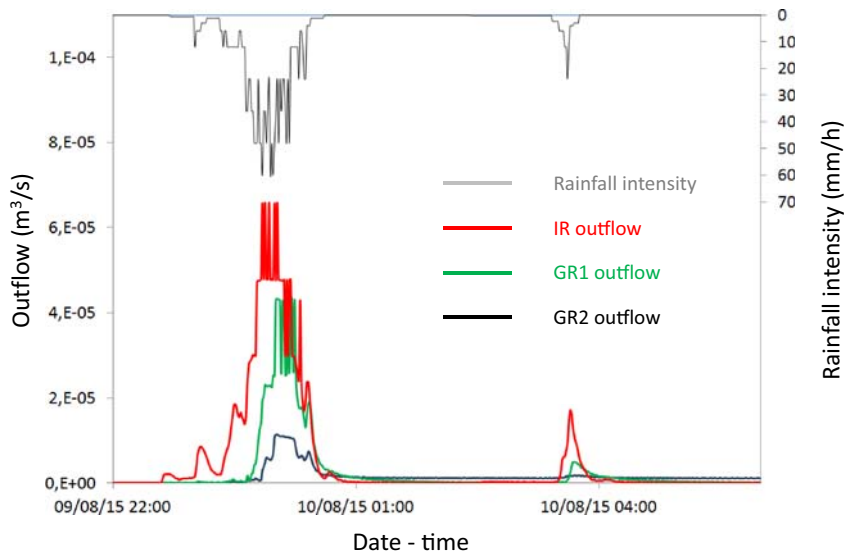 1,E-04
8,E-05
6,E-05
4,E-05
2,E-05
0,E+00
Outflow (m³/s)
0
10
20
30
40
50
60
70
Rainfall intensity (mm/h)
Rainfall intensity
IR outflow
GR1 outflow
GR2 outflow
09/08/15 22:00
10/08/15 01:00
10/08/15 04:00
Date - time